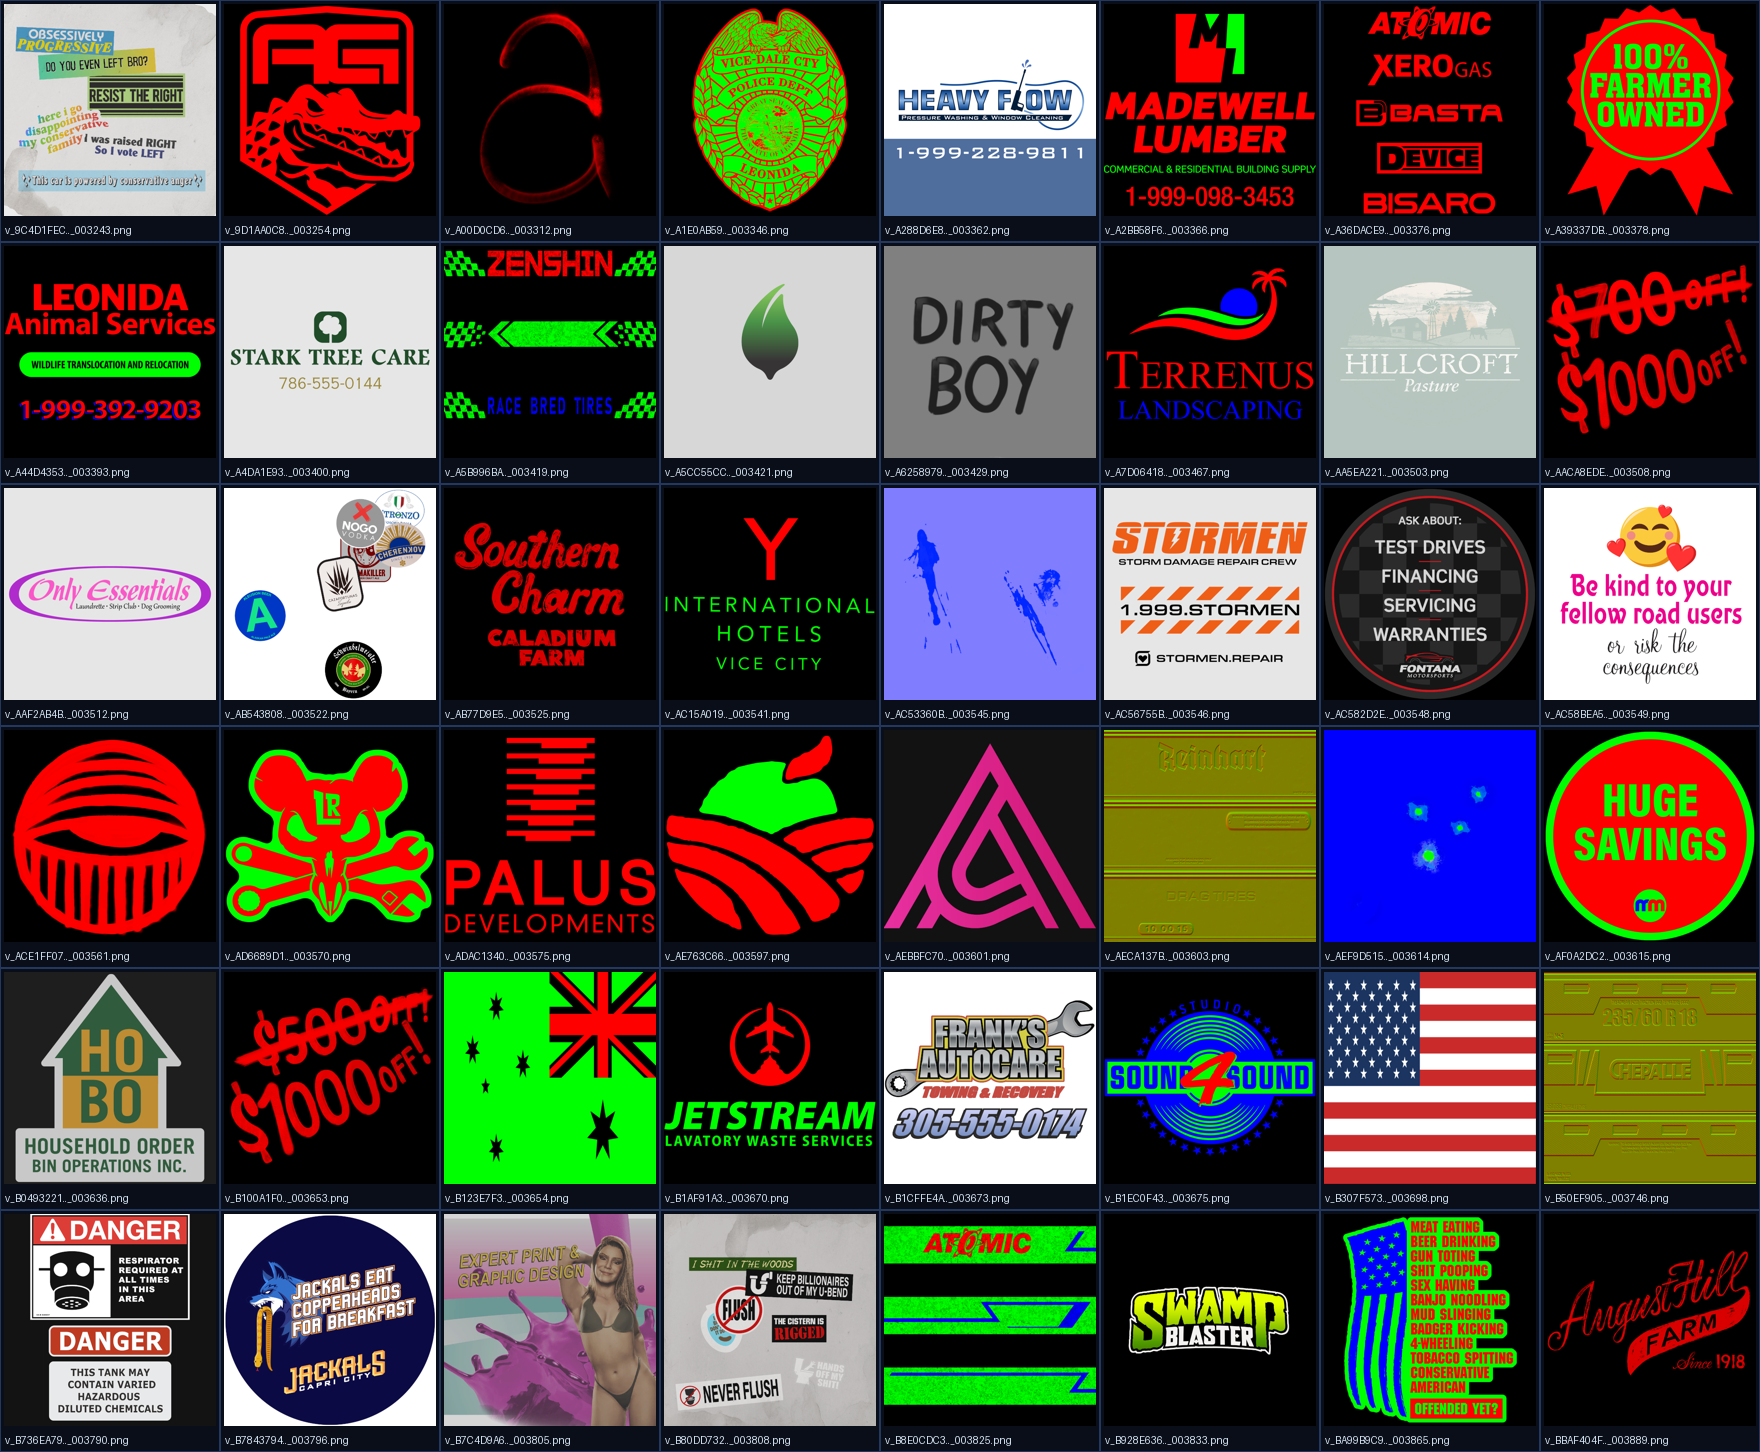 OBSESSIVELY
PROGRESSIVE
DO YOU EVEN LEFT BRO?
RESIST THE RIGHT
here i go
disappointing
my conservative
family
I was raised RIGHT
So I vote LEFT
This car is powered by conservative anger
v_9C4D1FEC.._003243.png
AG
v_9D1AA0C8.._003254.png
a
v_A00D0CD6.._003312.png
VICE-DALE CTY
POLICE DEPT
LEONIDA
v_A1E0AB59.._003346.png
HEAVY FLOW
PRESSURE WASHING & WINDOW CLEANING
1-999-228-9811
v_A288D6E8.._003362.png
M
MADEWELL
LUMBER
COMMERCIAL & RESIDENTIAL BUILDING SUPPLY
1-999-098-3453
v_A2BB58F6.._003366.png
ATOMIC
XERO GAS
BASTA
DEVICE
BISARO
v_A36DACE9.._003376.png
100%
FARMER
OWNED
v_A39337DB.._003378.png
LEONIDA
Animal Services
WILDLIFE TRANSLOCATION AND RELOCATION
1-999-392-9203
v_A44D4353.._003393.png
STARK TREE CARE
786-555-0144
v_A4DA1E93.._003400.png
ZENSHIN
RACE BRED TIRES
v_A5B996BA.._003419.png
v_A5CC55CC.._003421.png
DIRTY
BOY
v_A6258979.._003429.png
TERRENUS
LANDSCAPING
v_A7D06418.._003467.png
HILLCROFT
Pasture
v_AA5EA221.._003503.png
$700 OFF!
$1000 OFF!
v_AACA8EDE.._003508.png
Only Essentials
Laundrette • Strip Club • Dog Grooming
v_AAF2AB4B.._003512.png
STRONZO
NOGO
VODKA
CHERENKOV
A
v_AB543808.._003522.png
Southern
Charm
CALADIUM
FARM
v_AB77D9E5.._003525.png
Y
INTERNATIONAL
HOTELS
VICE CITY
v_AC15A019.._003541.png
v_AC53360B.._003545.png
STORMEN
STORM DAMAGE REPAIR CREW
1.999.STORMEN
STORMEN.REPAIR
v_AC56755B.._003546.png
ASK ABOUT:
TEST DRIVES
FINANCING
SERVICING
WARRANTIES
FONTANA
MOTORSPORTS
v_AC582D2E.._003548.png
Be kind to your
fellow road users
or risk the
consequences
v_AC58BEA5.._003549.png
v_ACE1FF07.._003561.png
LR
v_AD6689D1.._003570.png
PALUS
DEVELOPMENTS
v_ADAC1340.._003575.png
v_AE763C66.._003597.png
v_AEBBFC70.._003601.png
Reinhart
DRAG TIRES
v_AECA137B.._003603.png
v_AEF9D515.._003614.png
HUGE
SAVINGS
m
v_AF0A2DC2.._003615.png
HO
BO
HOUSEHOLD ORDER
BIN OPERATIONS INC.
v_B0493221.._003636.png
$500 OFF!
$1000 OFF!
v_B100A1F0.._003653.png
v_B123E7F3.._003654.png
JETSTREAM
LAVATORY WASTE SERVICES
v_B1AF91A3.._003670.png
FRANK'S
AUTOCARE
TOWING & RECOVERY
305-555-0174
v_B1CFFE4A.._003673.png
STUDIO
SOUND 4 SOUND
v_B1EC0F43.._003675.png
v_B307F573.._003698.png
235/60 R 18
CHEPALLE
v_B50EF905.._003746.png
DANGER
RESPIRATOR
REQUIRED AT
ALL TIMES
IN THIS
AREA
DANGER
THIS TANK MAY
CONTAIN VARIED
HAZARDOUS
DILUTED CHEMICALS
v_B736EA79.._003790.png
JACKALS EAT
COPPERHEADS
FOR BREAKFAST
JACKALS
CAPRI CITY
v_B7843794.._003796.png
EXPERT PRINT &
GRAPHIC DESIGN
v_B7C4D9A6.._003805.png
I SHIT IN THE WOODS
KEEP BILLIONAIRES
OUT OF MY U-BEND
FLUSH
THE CISTERN IS
RIGGED
HANDS
OFF MY
SHIT!
NEVER FLUSH
v_B80DD732.._003808.png
ATOMIC
v_B8E0CDC3.._003825.png
SWAMP
BLASTER
v_B928E636.._003833.png
MEAT EATING
BEER DRINKING
GUN TOTING
SHIT POOPING
SEX HAVING
BANJO NOODLING
MUD SLINGING
BADGER KICKING
4-WHEELING
TOBACCO SPITTING
CONSERVATIVE
AMERICAN
OFFENDED YET?
v_BA99B9C9.._003865.png
August Hill
FARM
Since 1918
v_BBAF404F.._003889.png